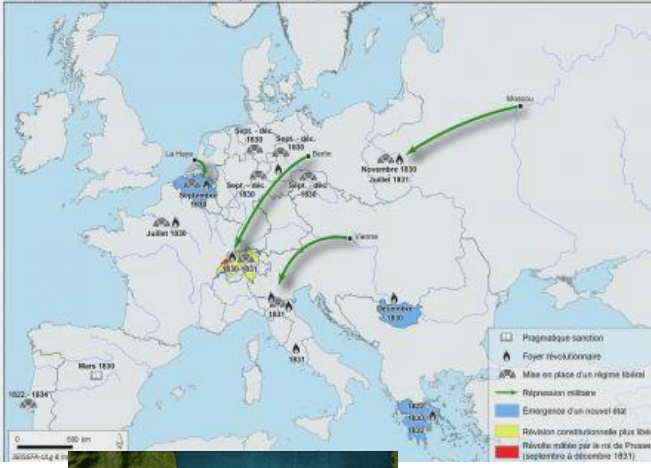 Moscou
Sept. - déc.
1830
Sept. - déc.
1830
La Haye
Berlin
Novembre 1830
Juillet 1831
Septembre
1830
Sept. - déc.
1830
Sept. - déc.
1830
Juillet 1830
Vienne
1830-1831
1831
Décembre
1830
Mars 1830
1831
1822 - 1834
1822
1830
1832
Pragmatique sanction
Foyer révolutionnaire
Mise en place d'un régime libéral
Répression militaire
Émergence d'un nouvel état
Révision constitutionnelle plus libé
Révolte mâtée par le roi de Prusse
(septembre à décembre 1831)
0
500 km